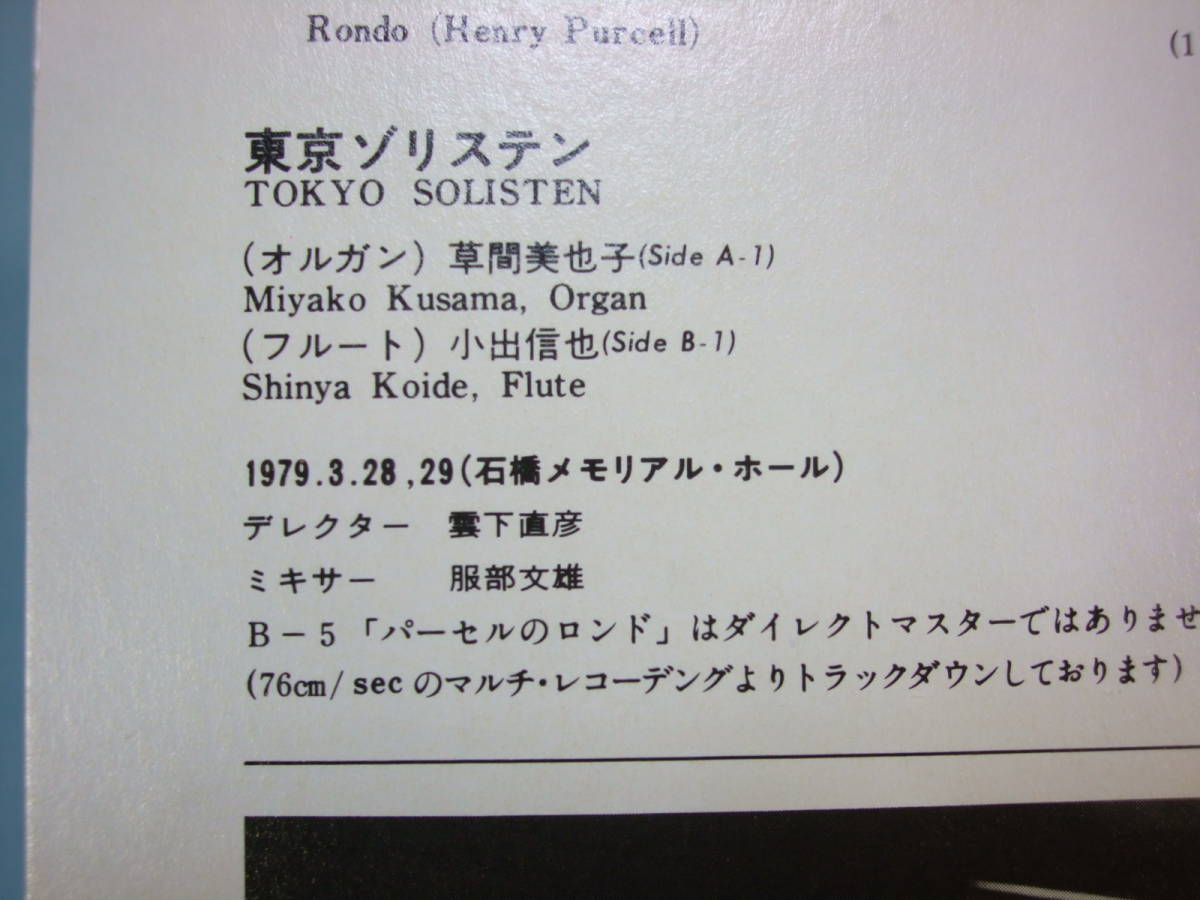 Rondo (Henry Purcell)
(1
東京ゾリステン
TOKYO SOLISTEN
(オルガン) 草間美也子(Side A-1)
Miyako Kusama, Organ
(フルート) 小出信也(Side B-1)
Shinya Koide, Flute
1979.3.28,29(石橋メモリアル・ホール)
デレクター 雲下直彦
ミキサー 服部文雄
B-5「パーセルのロンド」はダイレクトマスターではありませ
(76cm/secのマルチ・レコーデングよりトラックダウンしております)